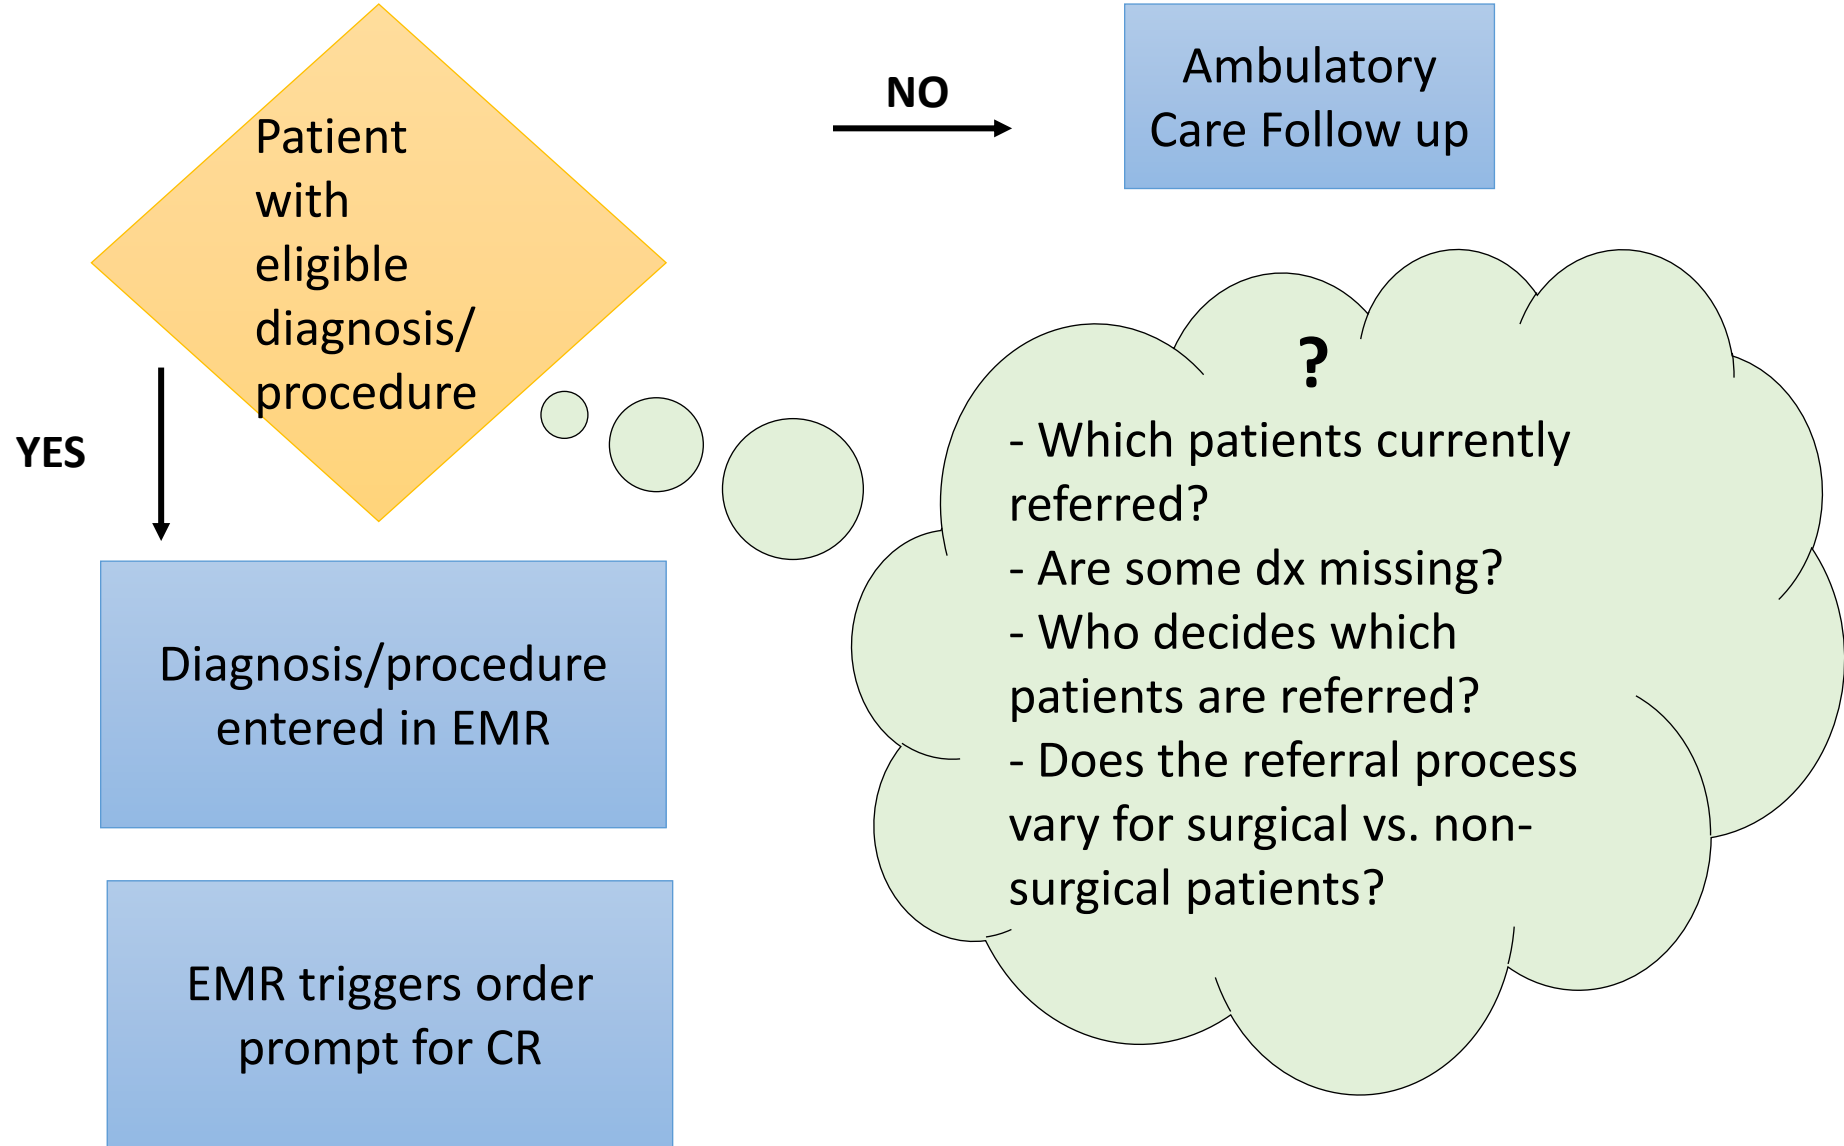 Patient
with
eligible
diagnosis/
procedure
NO
Ambulatory
Care Follow up
YES
Diagnosis/procedure
entered in EMR
EMR triggers order
prompt for CR
?
- Which patients currently
referred?
- Are some dx missing?
- Who decides which
patients are referred?
- Does the referral process
vary for surgical vs. non-
surgical patients?